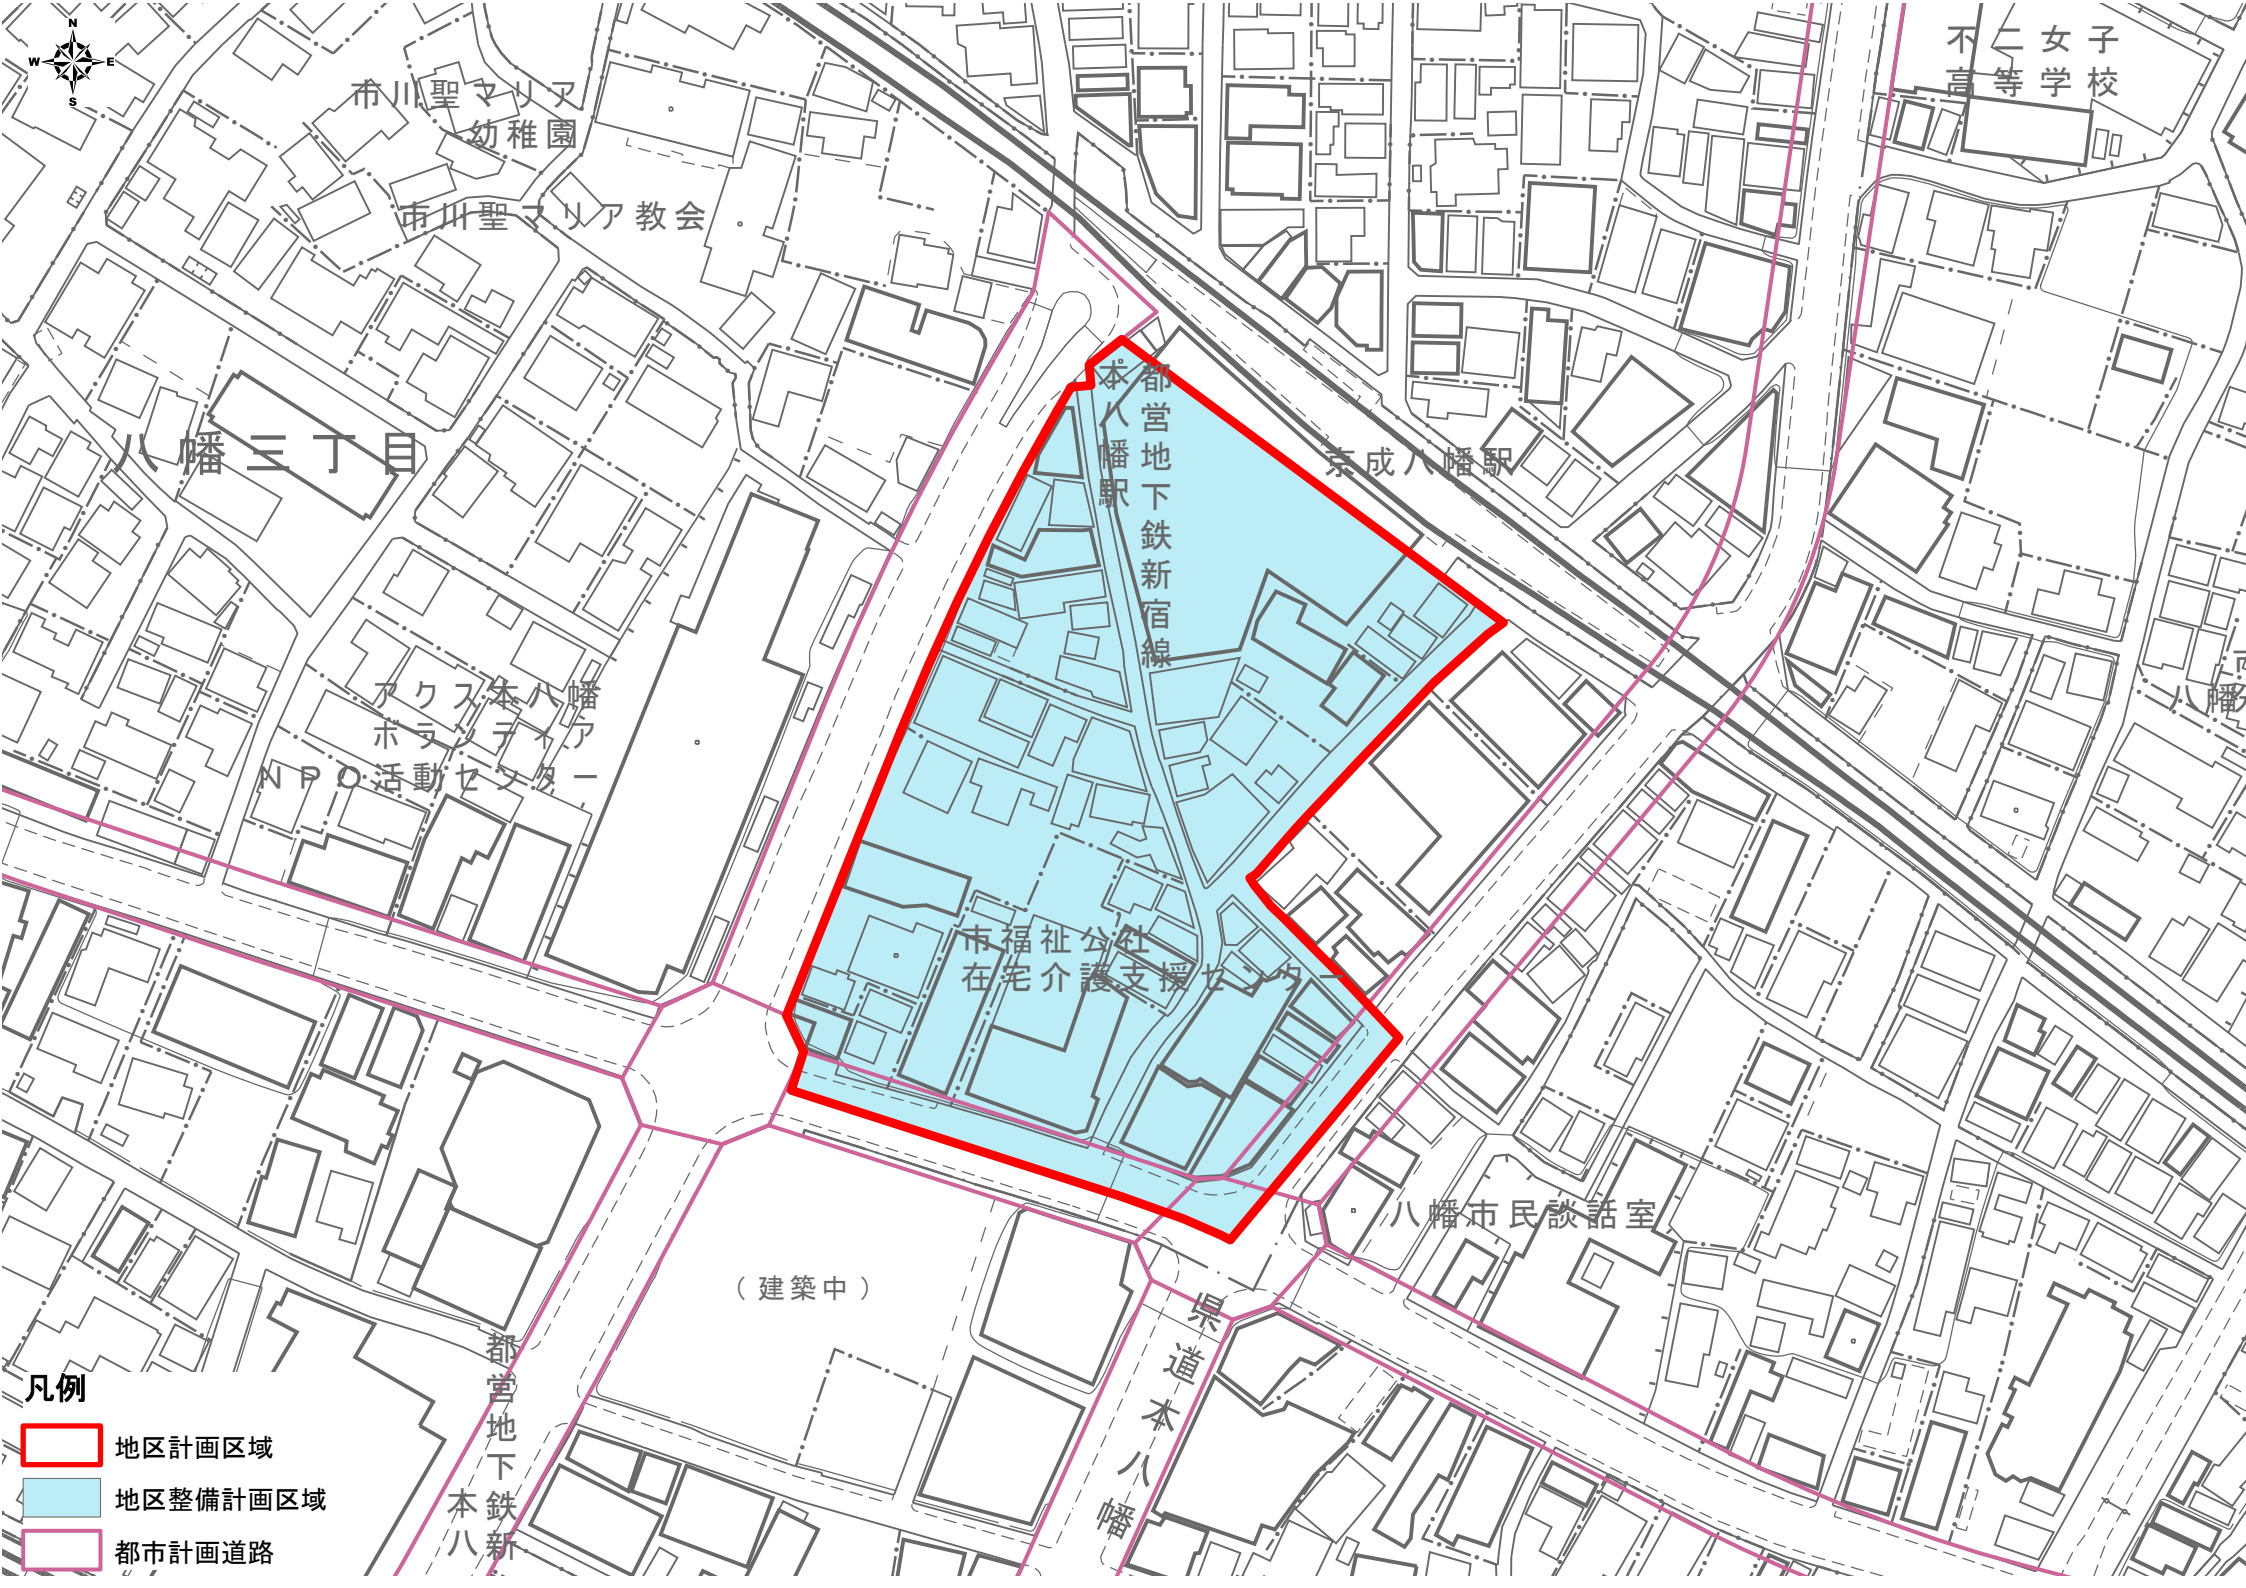 N
W
E
S
不二女子
高等学校
市川聖マリア
幼稚園
市川聖マリア教会
都営地下鉄新宿線
本八幡駅
京成八幡駅
八幡三丁目
アクス本八幡
ボランティア
NPO活動センター
市福祉公社
在宅介護支援センター
八幡市民談話室
(建築中)
県道本八幡
都営地下鉄新
本八
凡例
地区計画区域
地区整備計画区域
都市計画道路